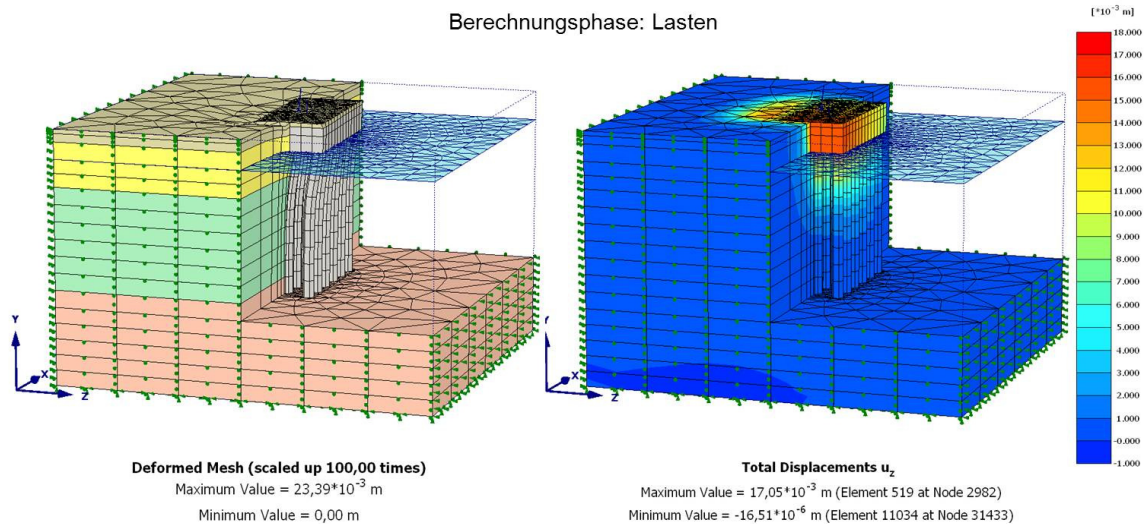 Berechnungsphase: Lasten
[*10⁻³ m]
18.000
17.000
16.000
15.000
14.000
13.000
12.000
11.000
10.000
9.000
8.000
7.000
6.000
5.000
4.000
3.000
2.000
1.000
-0.000
-1.000
Y
X
Z
Y
X
Z
Deformed Mesh (scaled up 100,00 times)
Maximum Value = 23,39*10⁻³ m
Minimum Value = 0,00 m
Total Displacements u_z
Maximum Value = 17,05*10⁻³ m (Element 519 at Node 2982)
Minimum Value = -16,51*10⁻⁶ m (Element 11034 at Node 31433)